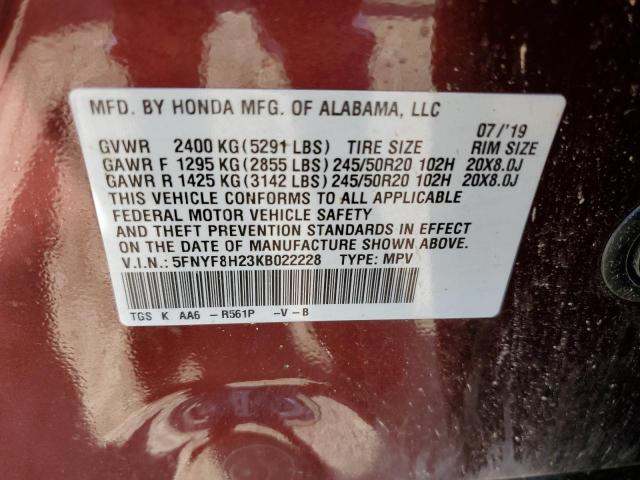 MFD. BY HONDA MFG. OF ALABAMA, LLC
07/'19
GVWR 2400 KG(5291 LBS) TIRE SIZE RIM SIZE
GAWR F 1295 KG(2855 LBS) 245/50R20 102H 20X8.0J
GAWR R 1425 KG(3142 LBS) 245/50R20 102H 20X8.0J
THIS VEHICLE CONFORMS TO ALL APPLICABLE
FEDERAL MOTOR VEHICLE SAFETY
AND THEFT PREVENTION STANDARDS IN EFFECT
ON THE DATE OF MANUFACTURE SHOWN ABOVE.
V.I.N.: 5FNYF8H23KB022228 TYPE: MPV
TGS K AA6 -R561P -V-B